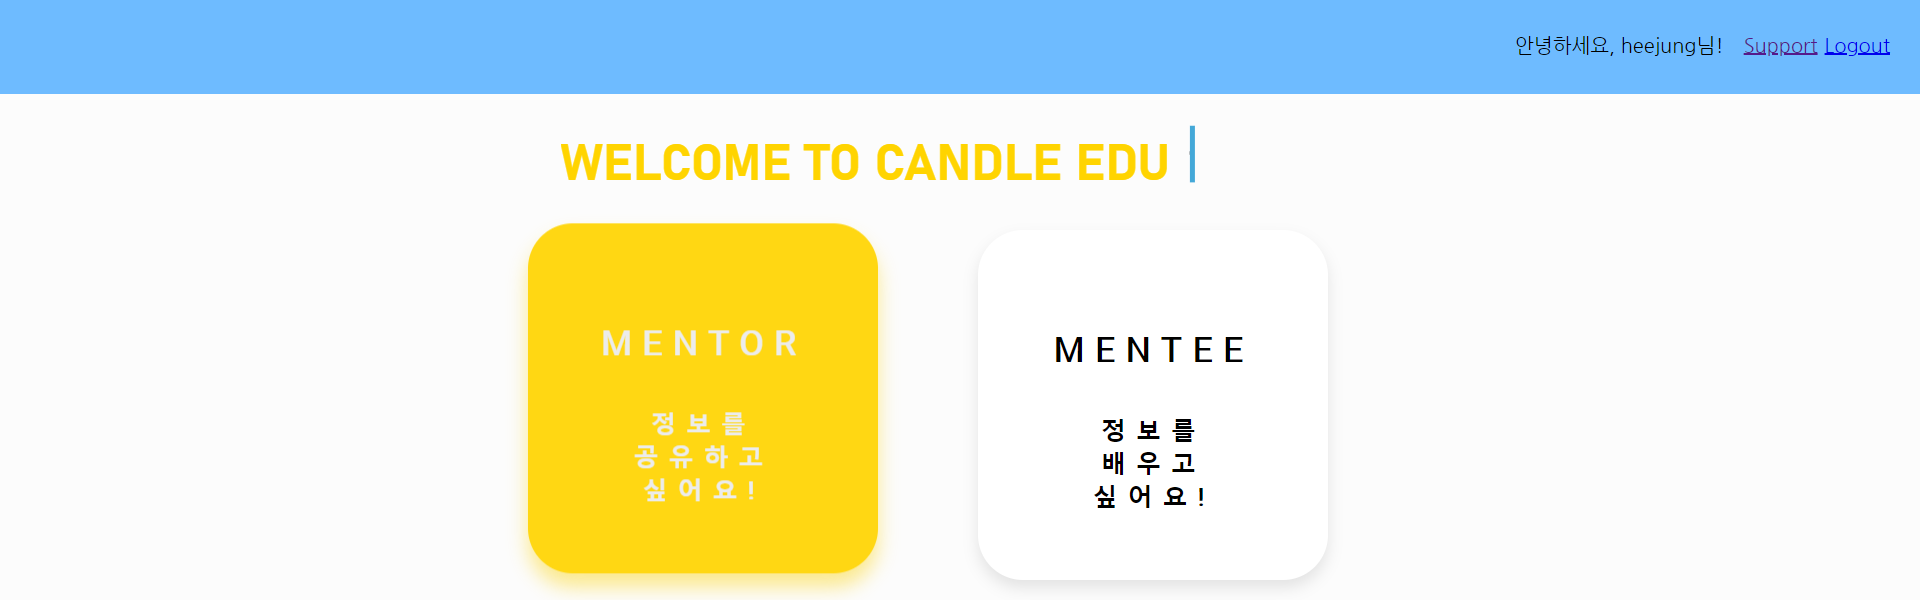 안녕하세요, heejung님! Support Logout
WELCOME TO CANDLE EDU
MENTOR
정보를
공유하고
싶어요!
MENTEE
정보를
배우고
싶어요!